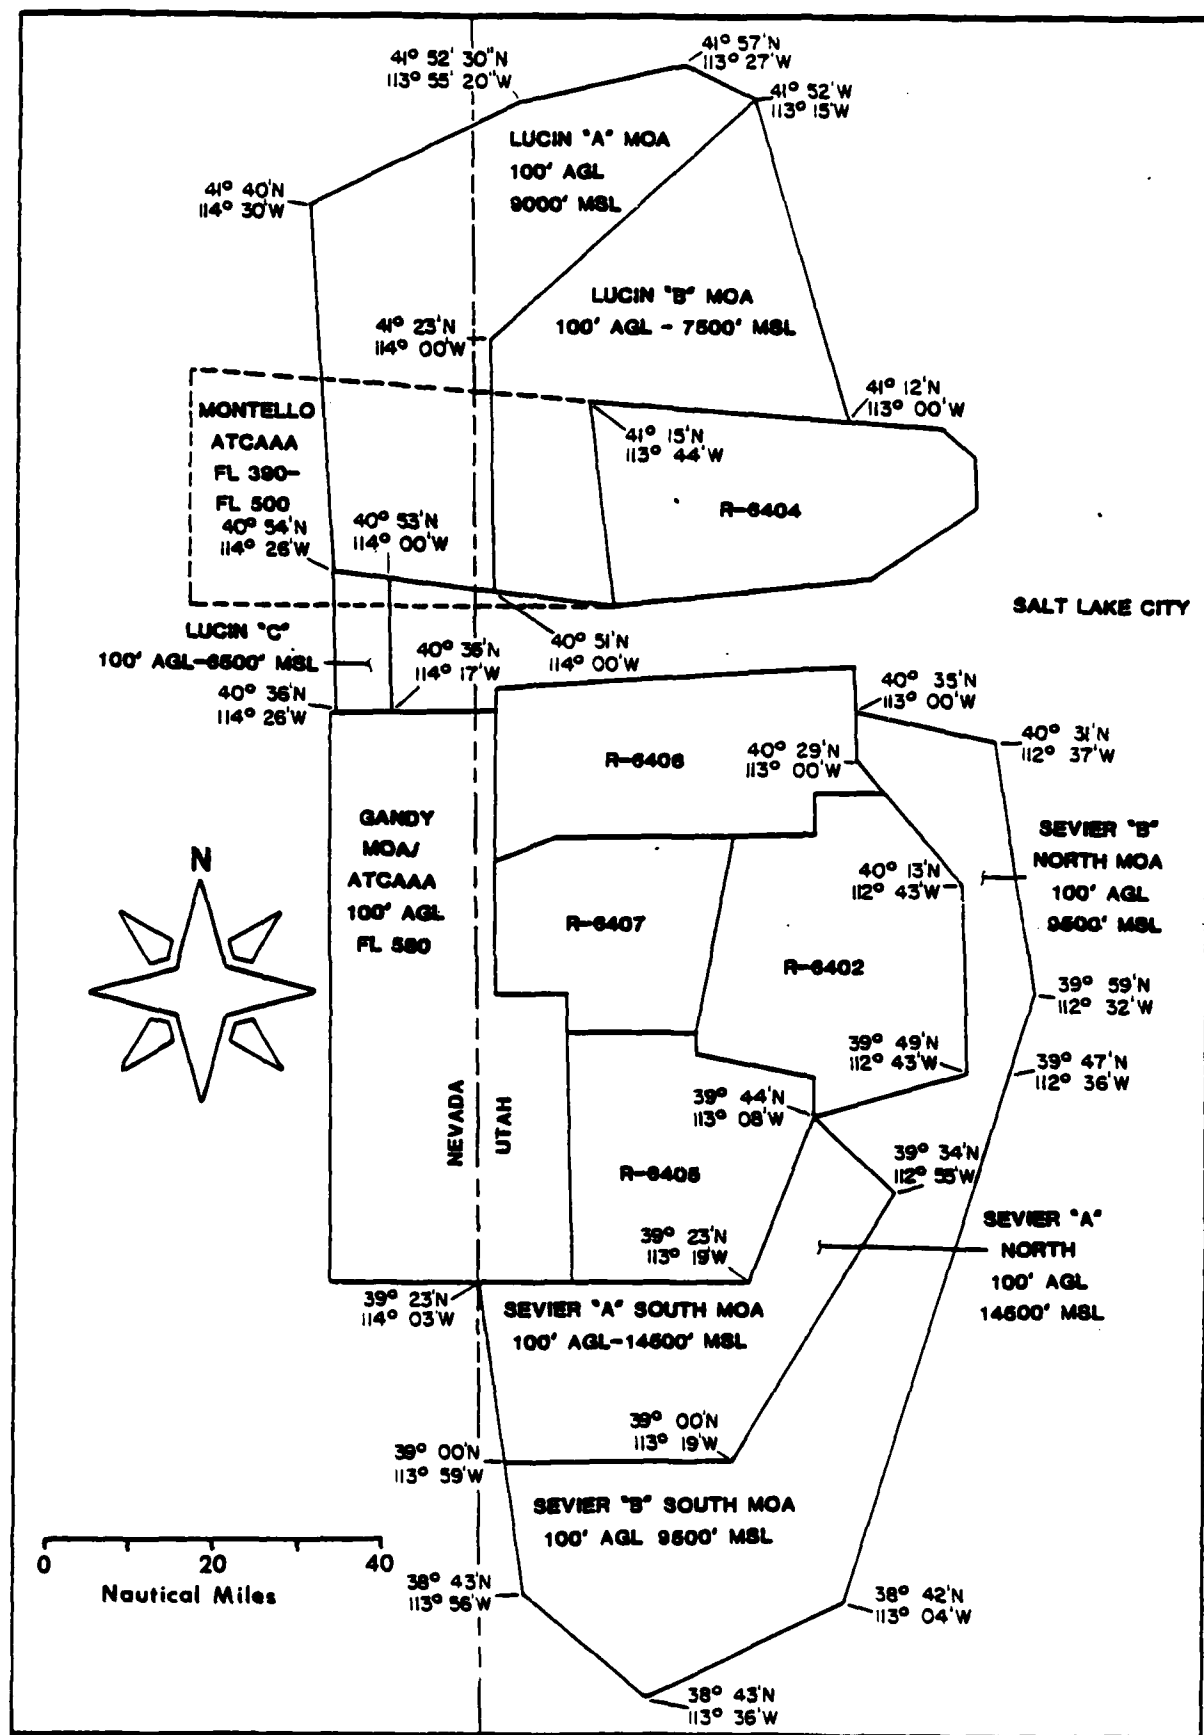 41° 57'N
113° 27'W
41° 52' 30"N
113° 55' 20"W
41° 52'W
113° 15'W
LUCIN "A" MOA
100' AGL
9000' MSL
41° 40'N
114° 30'W
LUCIN "B" MOA
100' AGL - 7500' MSL
41° 23'N
114° 00'W
41° 12'N
113° 00'W
MONTELLO
ATCAAA
FL 390-
FL 500
41° 15'N
113° 44'W
R-6404
40° 54'N
114° 26'W
40° 53'N
114° 00'W
SALT LAKE CITY
LUCIN "C"
100' AGL-6500' MSL
40° 36'N
114° 17'W
40° 51'N
114° 00'W
40° 36'N
114° 26'W
40° 35'N
113° 00'W
40° 31'N
112° 37'W
R-6406
40° 29'N
113° 00'W
GANDY
MOA/
ATCAAA
100' AGL
FL 580
SEVIER "B"
NORTH MOA
100' AGL
9500' MSL
N
40° 13'N
112° 43'W
R-6407
R-6402
39° 59'N
112° 32'W
39° 49'N
112° 43'W
39° 47'N
112° 36'W
39° 44'N
113° 08'W
NEVADA
UTAH
39° 34'N
112° 55'W
R-6405
SEVIER "A"
NORTH
100' AGL
14500' MSL
39° 23'N
113° 19'W
39° 23'N
114° 03'W
SEVIER "A" SOUTH MOA
100' AGL-14500' MSL
39° 00'N
113° 19'W
39° 00'N
113° 59'W
SEVIER "B" SOUTH MOA
100' AGL 9500' MSL
0 20 40
Nautical Miles
38° 43'N
113° 56'W
38° 42'N
113° 04'W
38° 43'N
113° 36'W